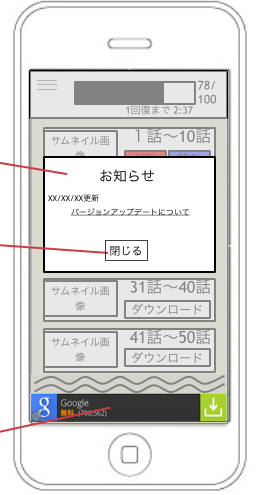 78/
100
1回復まで 2:37
サムネイル画
像
1話〜10話
お知らせ
XX/XX/XX更新
バージョンアップデートについて
閉じる
サムネイル画
像
31話〜40話
ダウンロード
サムネイル画
像
41話〜50話
ダウンロード
g
Google
無料 (790,562)